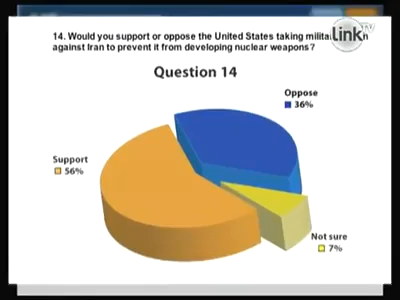 14. Would you support or oppose the United States taking
against Iran to prevent it from developing nuclear weapons?
link
TV
Question 14
Oppose
36%
Support
56%
Not sure
7%